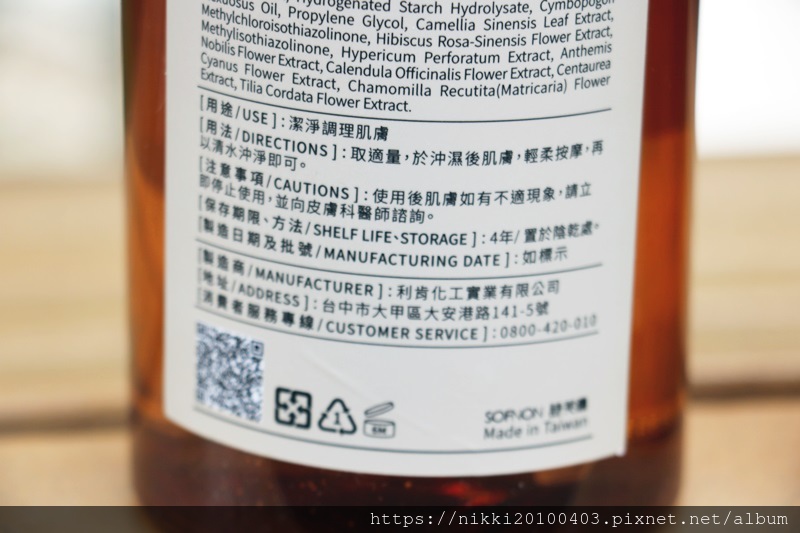 Hydrogenated Starch Hydrolysate, Cymbopogon
Oil, Propylene Glycol, Camellia Sinensis Leaf Extract,
Methylchloroisothiazolinone, Hibiscus Rosa-Sinensis Flower Extract,
Methylisothiazolinone, Hypericum Perforatum Extract, Anthemis
Nobilis Flower Extract, Calendula Officinalis Flower Extract, Centaurea
Cyanus Flower Extract, Chamomilla Recutita(Matricaria) Flower
Extract, Tilia Cordata Flower Extract.
[用途/USE]：潔淨調理肌膚
[用法/DIRECTIONS]：取適量，於沖濕後肌膚，輕柔按摩，再
以清水沖淨即可。
[注意事項/CAUTIONS]：使用後肌膚如有不適現象，請立
即停止使用，並向皮膚科醫師諮詢。
[保存期限、方法/SHELF LIFE、STORAGE]：4年/置於陰乾處。
[製造日期及批號/MANUFACTURING DATE]：如標示
[製造商/MANUFACTURER]：利肯化工實業有限公司
[地址/ADDRESS]：台中市大甲區大安港路141-5號
[消費者服務專線/CUSTOMER SERVICE]：0800-420-010
1
6M
SOFNON
Made in Taiwan
https://nikki20100403.pixnet.net/album